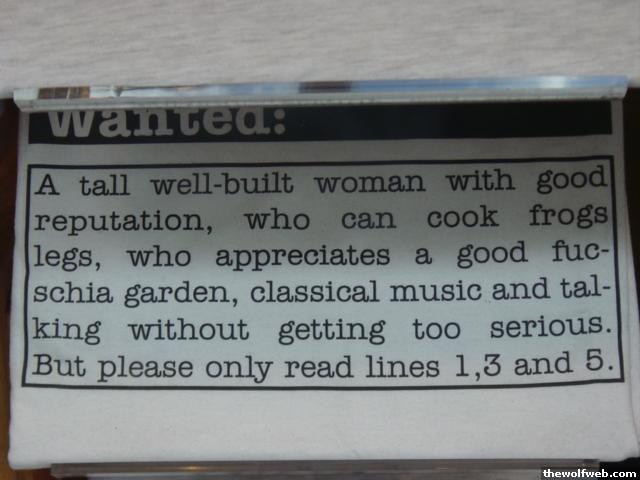 Wanted:
A tall well-built woman with good
reputation, who can cook frogs
legs, who appreciates a good fuc-
schia garden, classical music and tal-
king without getting too serious.
But please only read lines 1,3 and 5.
thewolfweb.com